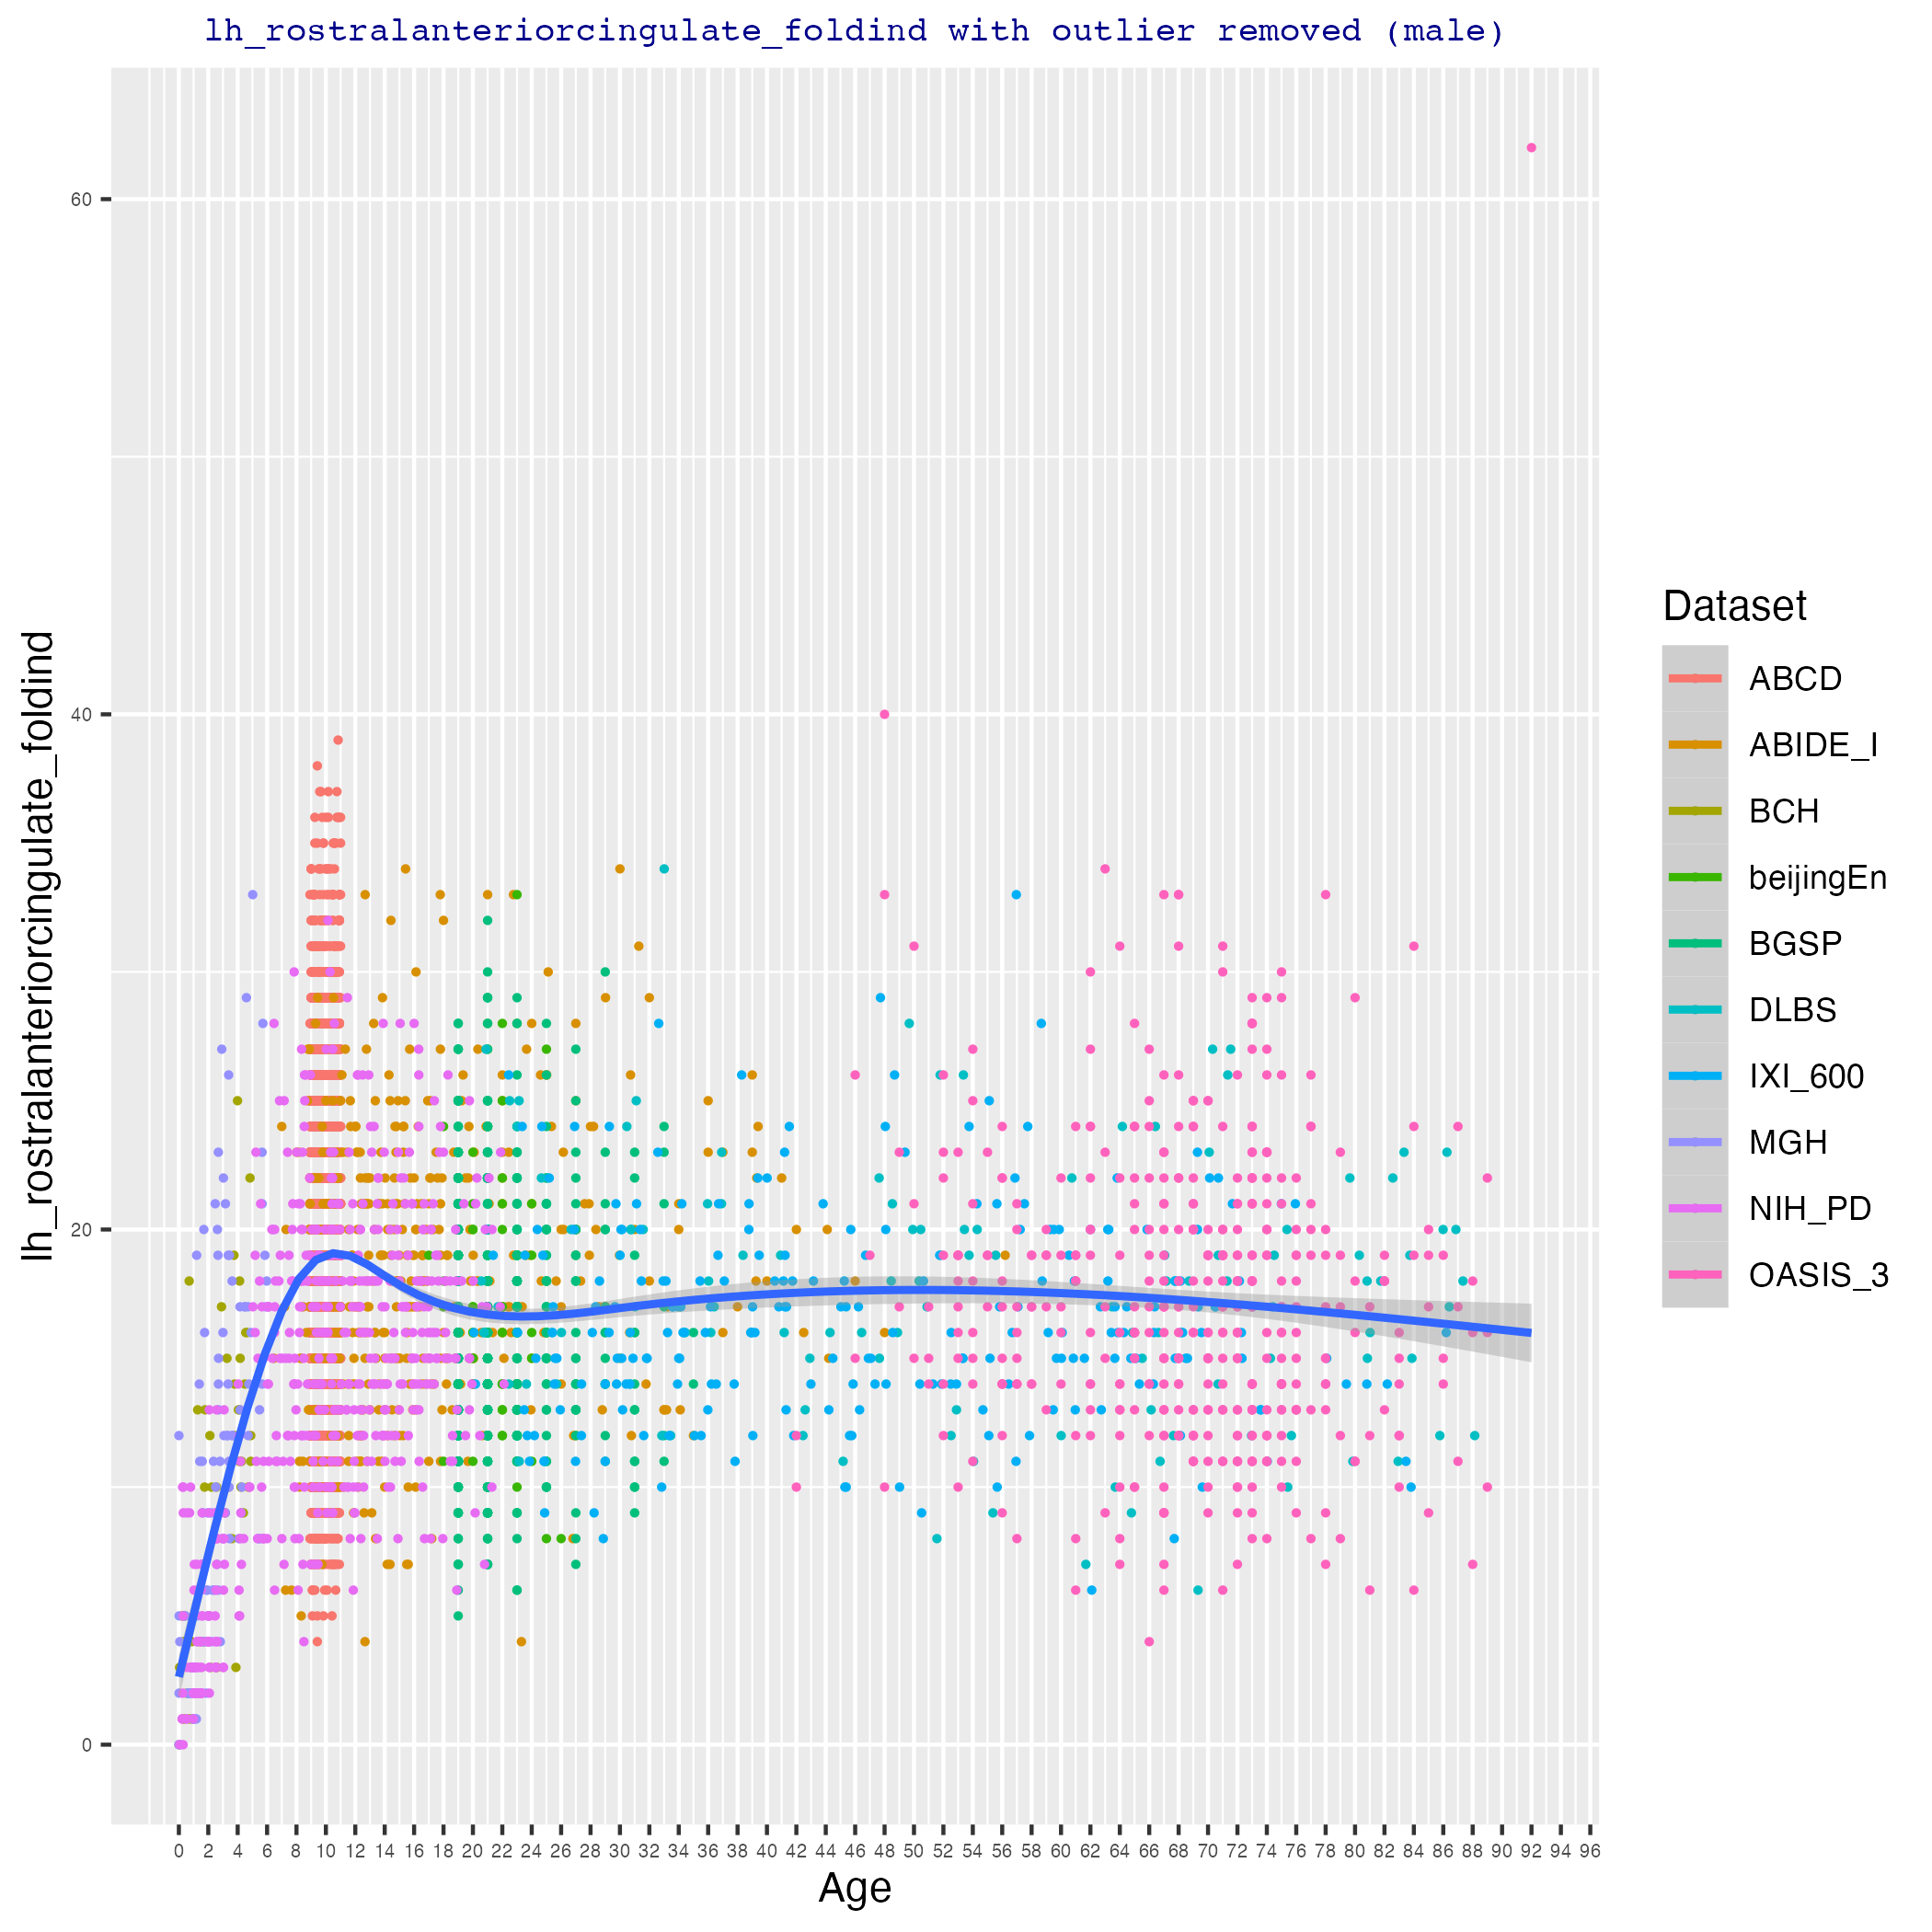 lh_rostralanteriorcingulate_foldind with outlier removed (male)
lh_rostralanteriorcingulate_foldind
60
40
20
0
0 2 4 6 8 10 12 14 16 18 20 22 24 26 28 30 32 34 36 38 40 42 44 46 48 50 52 54 56 58 60 62 64 66 68 70 72 74 76 78 80 82 84 86 88 90 92 94 96
Age
Dataset
ABCD
ABIDE_I
BCH
beijingEn
BGSP
DLBS
IXI_600
MGH
NIH_PD
OASIS_3